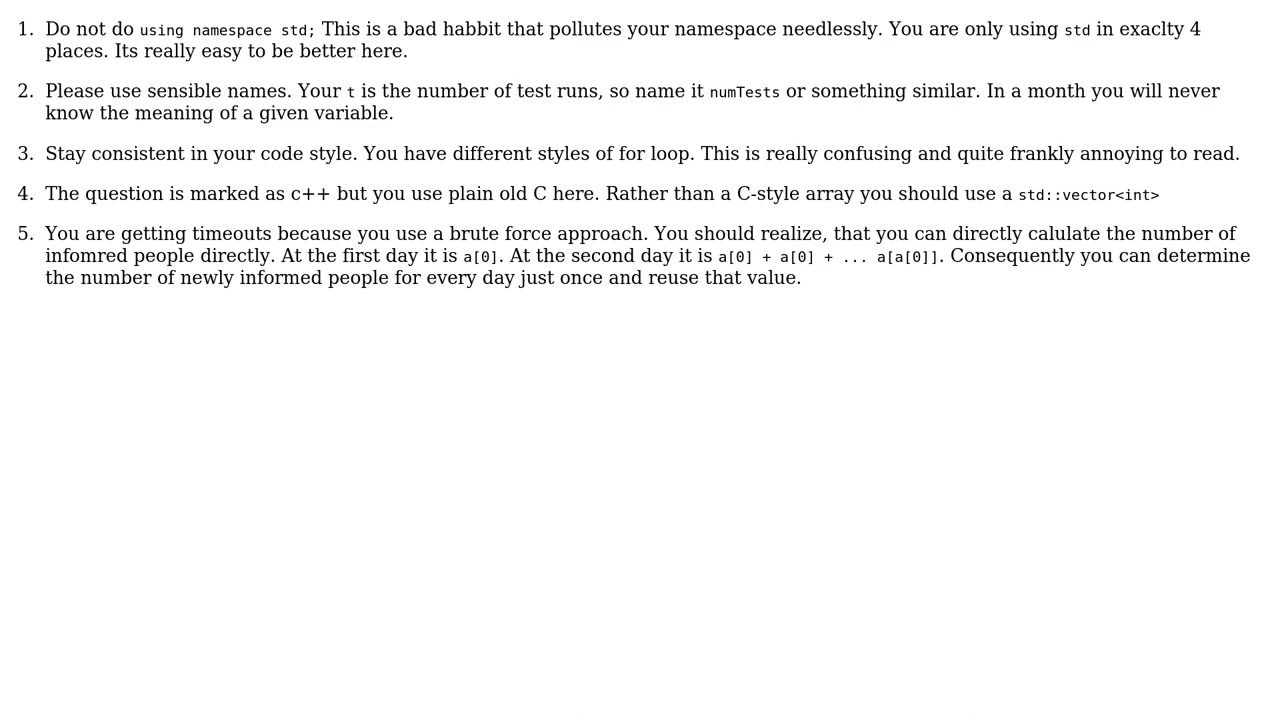 1. Do not do using namespace std; This is a bad habbit that pollutes your namespace needlessly. You are only using std in exaclty 4
places. Its really easy to be better here.
2. Please use sensible names. Your t is the number of test runs, so name it numTests or something similar. In a month you will never
know the meaning of a given variable.
3. Stay consistent in your code style. You have different styles of for loop. This is really confusing and quite frankly annoying to read.
4. The question is marked as c++ but you use plain old C here. Rather than a C-style array you should use a std::vector<int>
5. You are getting timeouts because you use a brute force approach. You should realize, that you can directly calulate the number of
infomred people directly. At the first day it is a[0]. At the second day it is a[0] + a[0] + ... a[a[0]]. Consequently you can determine
the number of newly informed people for every day just once and reuse that value.